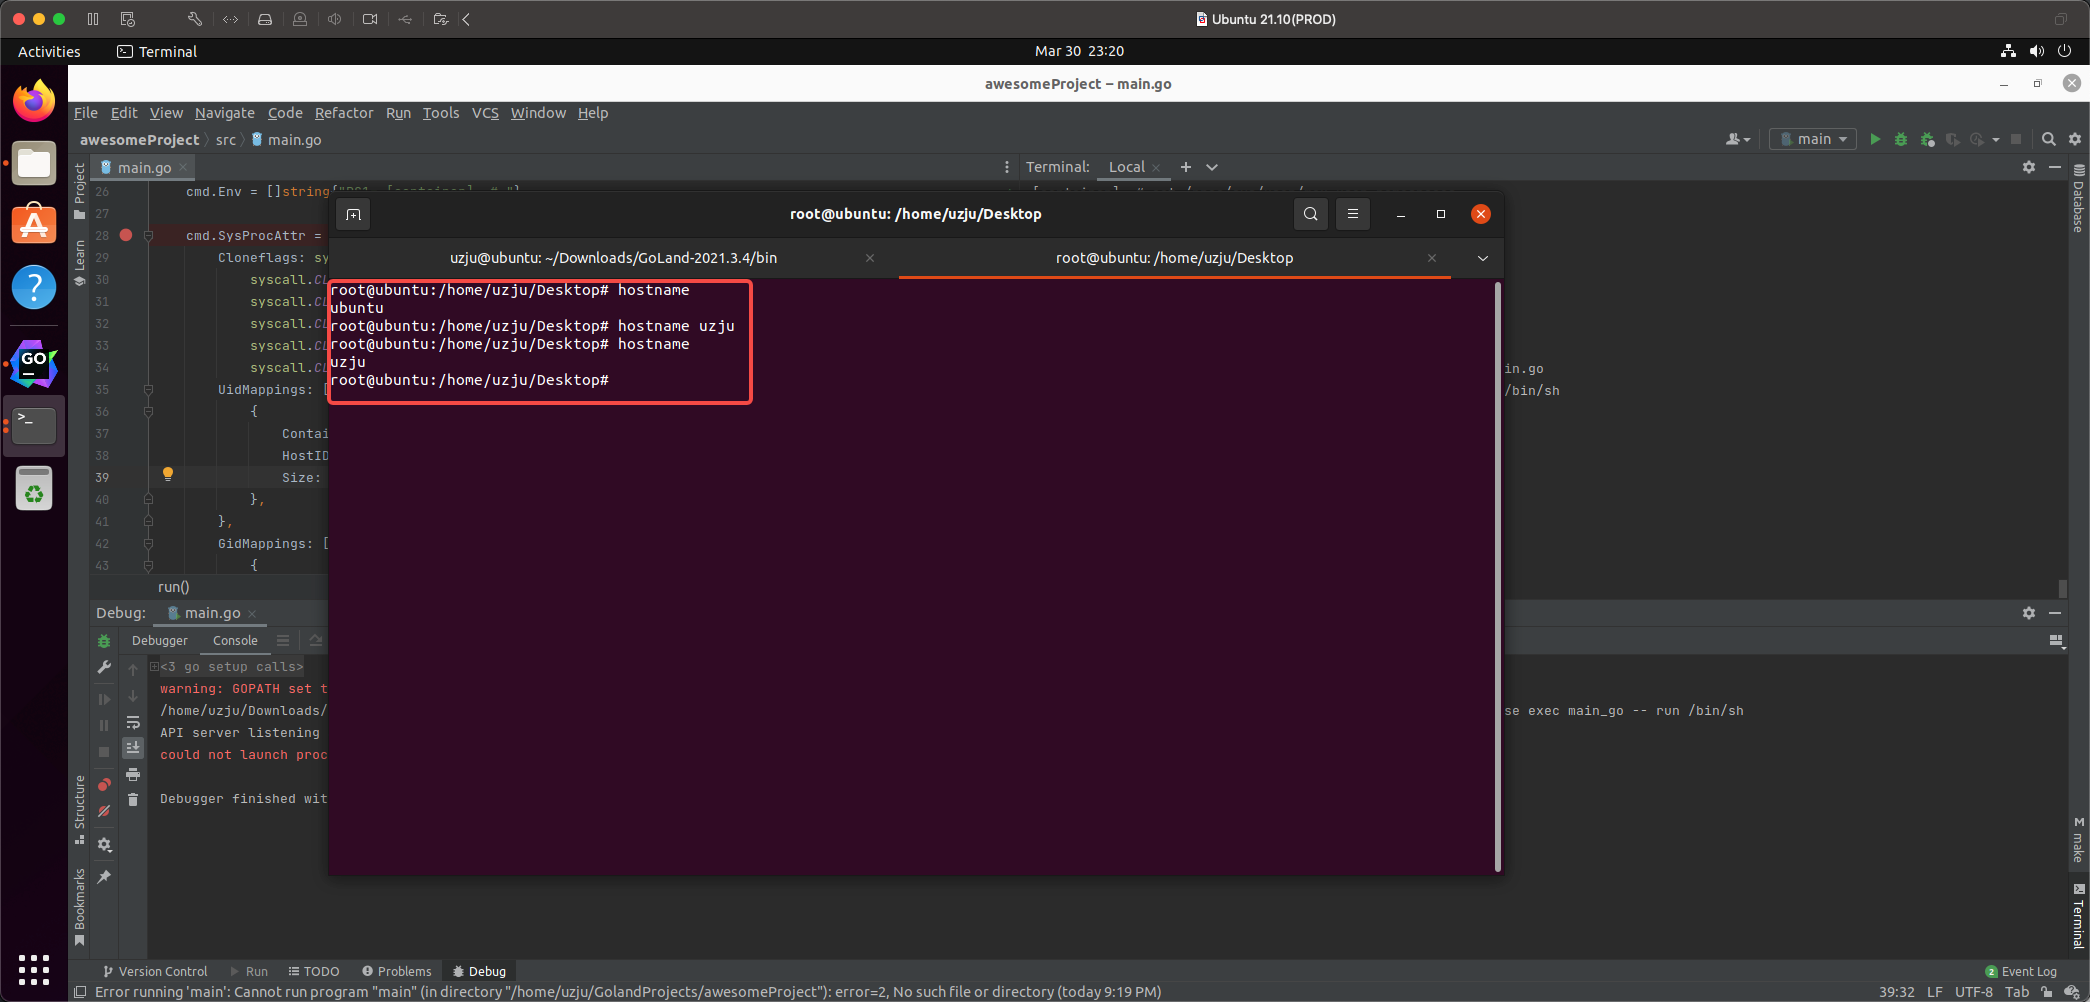 Ubuntu 21.10(PROD)
Activities
Terminal
Mar 30 23:20
awesomeProject – main.go
File Edit View Navigate Code Refactor Run Tools VCS Window Help
awesomeProject src main.go
main
Project
main.go
Terminal: Local
Database
26 cmd.Env = []string{
27
28 cmd.SysProcAttr =
29 Cloneflags: sy
30 syscall.CL
31 syscall.CL
32 syscall.CL
33 syscall.CL
34 syscall.CL
35 UidMappings: [
36 {
37 Contai
38 HostID
39 Size:
40 },
41 },
42 GidMappings: [
43 {
run()
Learn
root@ubuntu: /home/uzju/Desktop
uzju@ubuntu: ~/Downloads/GoLand-2021.3.4/bin
root@ubuntu: /home/uzju/Desktop
root@ubuntu:/home/uzju/Desktop# hostname
ubuntu
root@ubuntu:/home/uzju/Desktop# hostname uzju
root@ubuntu:/home/uzju/Desktop# hostname
uzju
root@ubuntu:/home/uzju/Desktop#
in.go
/bin/sh
GO
>_
Debug: main.go
Debugger Console
<3 go setup calls>
warning: GOPATH set t
/home/uzju/Downloads/
se exec main_go -- run /bin/sh
API server listening
could not launch proc
Debugger finished wit
Structure
Bookmarks
make
Terminal
Version Control Run TODO Problems Debug
2 Event Log
Error running 'main': Cannot run program "main" (in directory "/home/uzju/GolandProjects/awesomeProject"): error=2, No such file or directory (today 9:19 PM)
39:32 LF UTF-8 Tab